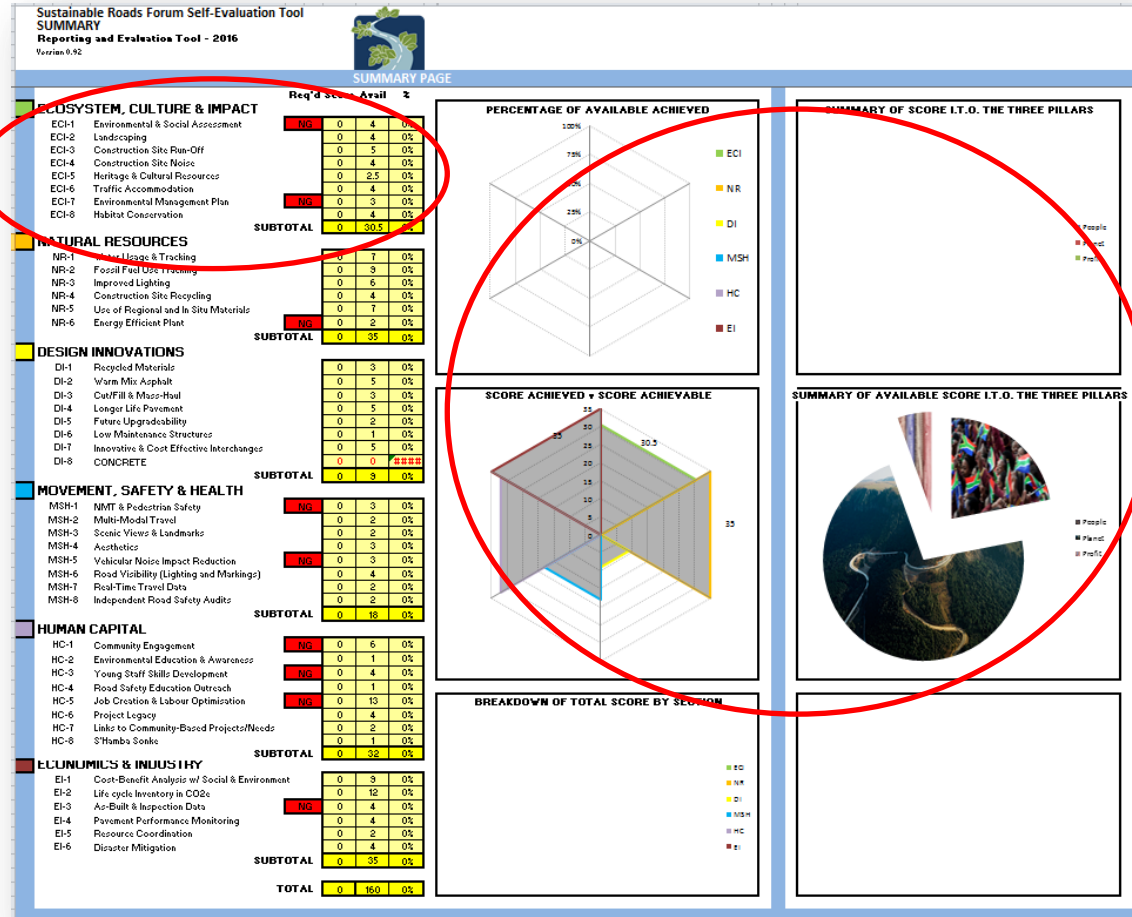 Sustainable Roads Forum Self-Evaluation Tool
SUMMARY
Reporting and Evaluation Tool - 2016
Version 0.92
SUMMARY PAGE
Req'd Score Avail %
ECOSYSTEM, CULTURE & IMPACT
ECI-1 Environmental & Social Assessment NG 0 4 0%
ECI-2 Landscaping 0 4 0%
ECI-3 Construction Site Run-Off 0 5 0%
ECI-4 Construction Site Noise 0 4 0%
ECI-5 Heritage & Cultural Resources 0 2.5 0%
ECI-6 Traffic Accommodation 0 4 0%
ECI-7 Environmental Management Plan NG 0 3 0%
ECI-8 Habitat Conservation 0 4 0%
SUBTOTAL 0 30.5 0%
NATURAL RESOURCES
NR-1 Water Usage & Tracking 0 7 0%
NR-2 Fossil Fuel Use Tracking 0 9 0%
NR-3 Improved Lighting 0 6 0%
NR-4 Construction Site Recycling 0 4 0%
NR-5 Use of Regional and In Situ Materials 0 7 0%
NR-6 Energy Efficient Plant NG 0 2 0%
SUBTOTAL 0 35 0%
DESIGN INNOVATIONS
DI-1 Recycled Materials 0 3 0%
DI-2 Warm Mix Asphalt 0 5 0%
DI-3 Cut/Fill & Mass-Haul 0 3 0%
DI-4 Longer Life Pavement 0 5 0%
DI-5 Future Upgradeability 0 2 0%
DI-6 Low Maintenance Structures 0 1 0%
DI-7 Innovative & Cost Effective Interchanges 0 5 0%
DI-8 CONCRETE 0 0 ####
SUBTOTAL 0 9 0%
MOVEMENT, SAFETY & HEALTH
MSH-1 NMT & Pedestrian Safety NG 0 3 0%
MSH-2 Multi-Modal Travel 0 2 0%
MSH-3 Scenic Views & Landmarks 0 2 0%
MSH-4 Aesthetics 0 3 0%
MSH-5 Vehicular Noise Impact Reduction NG 0 3 0%
MSH-6 Road Visibility (Lighting and Markings) 0 4 0%
MSH-7 Real-Time Travel Data 0 2 0%
MSH-8 Independent Road Safety Audits 0 2 0%
SUBTOTAL 0 18 0%
HUMAN CAPITAL
HC-1 Community Engagement NG 0 6 0%
HC-2 Environmental Education & Awareness 0 1 0%
HC-3 Young Staff Skills Development NG 0 4 0%
HC-4 Road Safety Education Outreach 0 1 0%
HC-5 Job Creation & Labour Optimisation NG 0 13 0%
HC-6 Project Legacy 0 4 0%
HC-7 Links to Community-Based Projects/Needs 0 2 0%
HC-8 S'Hamba Sonke 0 1 0%
SUBTOTAL 0 32 0%
ECONOMICS & INDUSTRY
EI-1 Cost-Benefit Analysis w/ Social & Environment 0 9 0%
EI-2 Life cycle Inventory in CO2e 0 12 0%
EI-3 As-Built & Inspection Data NG 0 4 0%
EI-4 Pavement Performance Monitoring 0 4 0%
EI-5 Resource Coordination 0 2 0%
EI-6 Disaster Mitigation 0 4 0%
SUBTOTAL 0 35 0%
TOTAL 0 160 0%
PERCENTAGE OF AVAILABLE ACHIEVED
100%
75%
25%
0%
ECI
NR
DI
MSH
HC
EI
SUMMARY OF SCORE I.T.O. THE THREE PILLARS
People
Planet
Profit
SCORE ACHIEVED v SCORE ACHIEVABLE
35
30
25
20
15
10
5
0
35
30.5
35
SUMMARY OF AVAILABLE SCORE I.T.O. THE THREE PILLARS
People
Planet
Profit
BREAKDOWN OF TOTAL SCORE BY SECTION
ECI
NR
DI
MSH
HC
EI